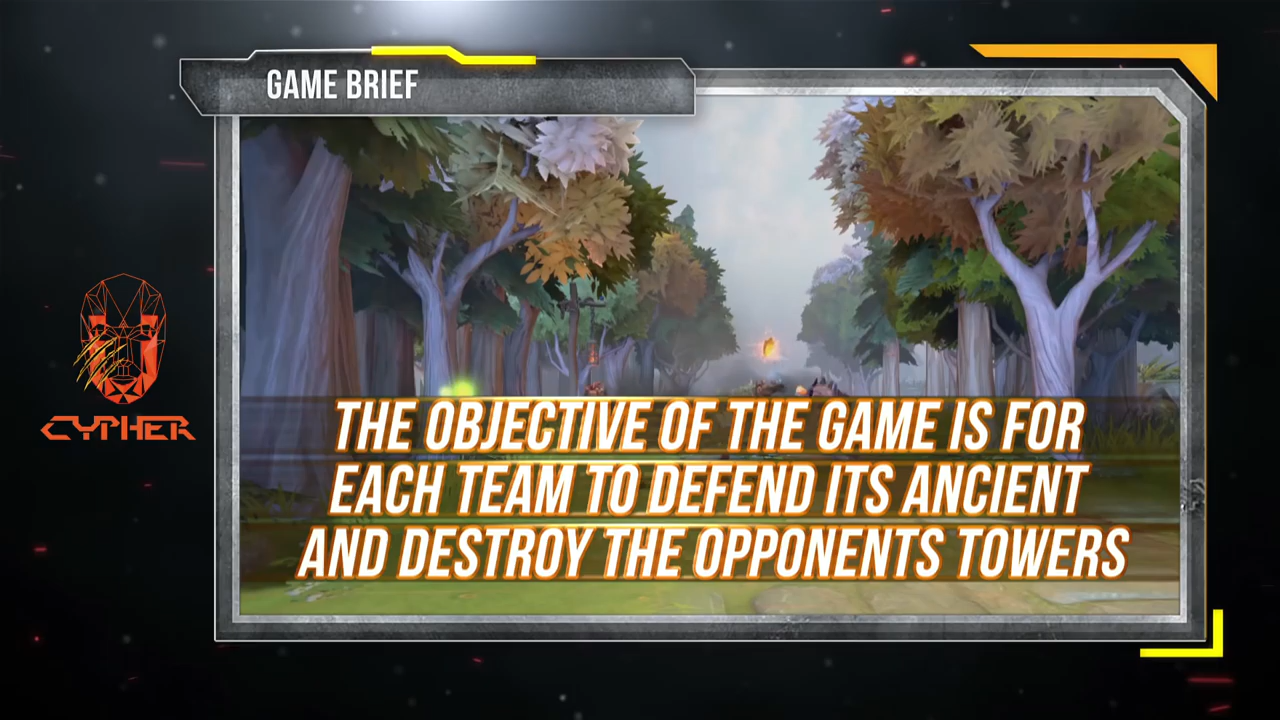 GAME BRIEF
CYPHER
THE OBJECTIVE OF THE GAME IS FOR
EACH TEAM TO DEFEND ITS ANCIENT
AND DESTROY THE OPPONENTS TOWERS